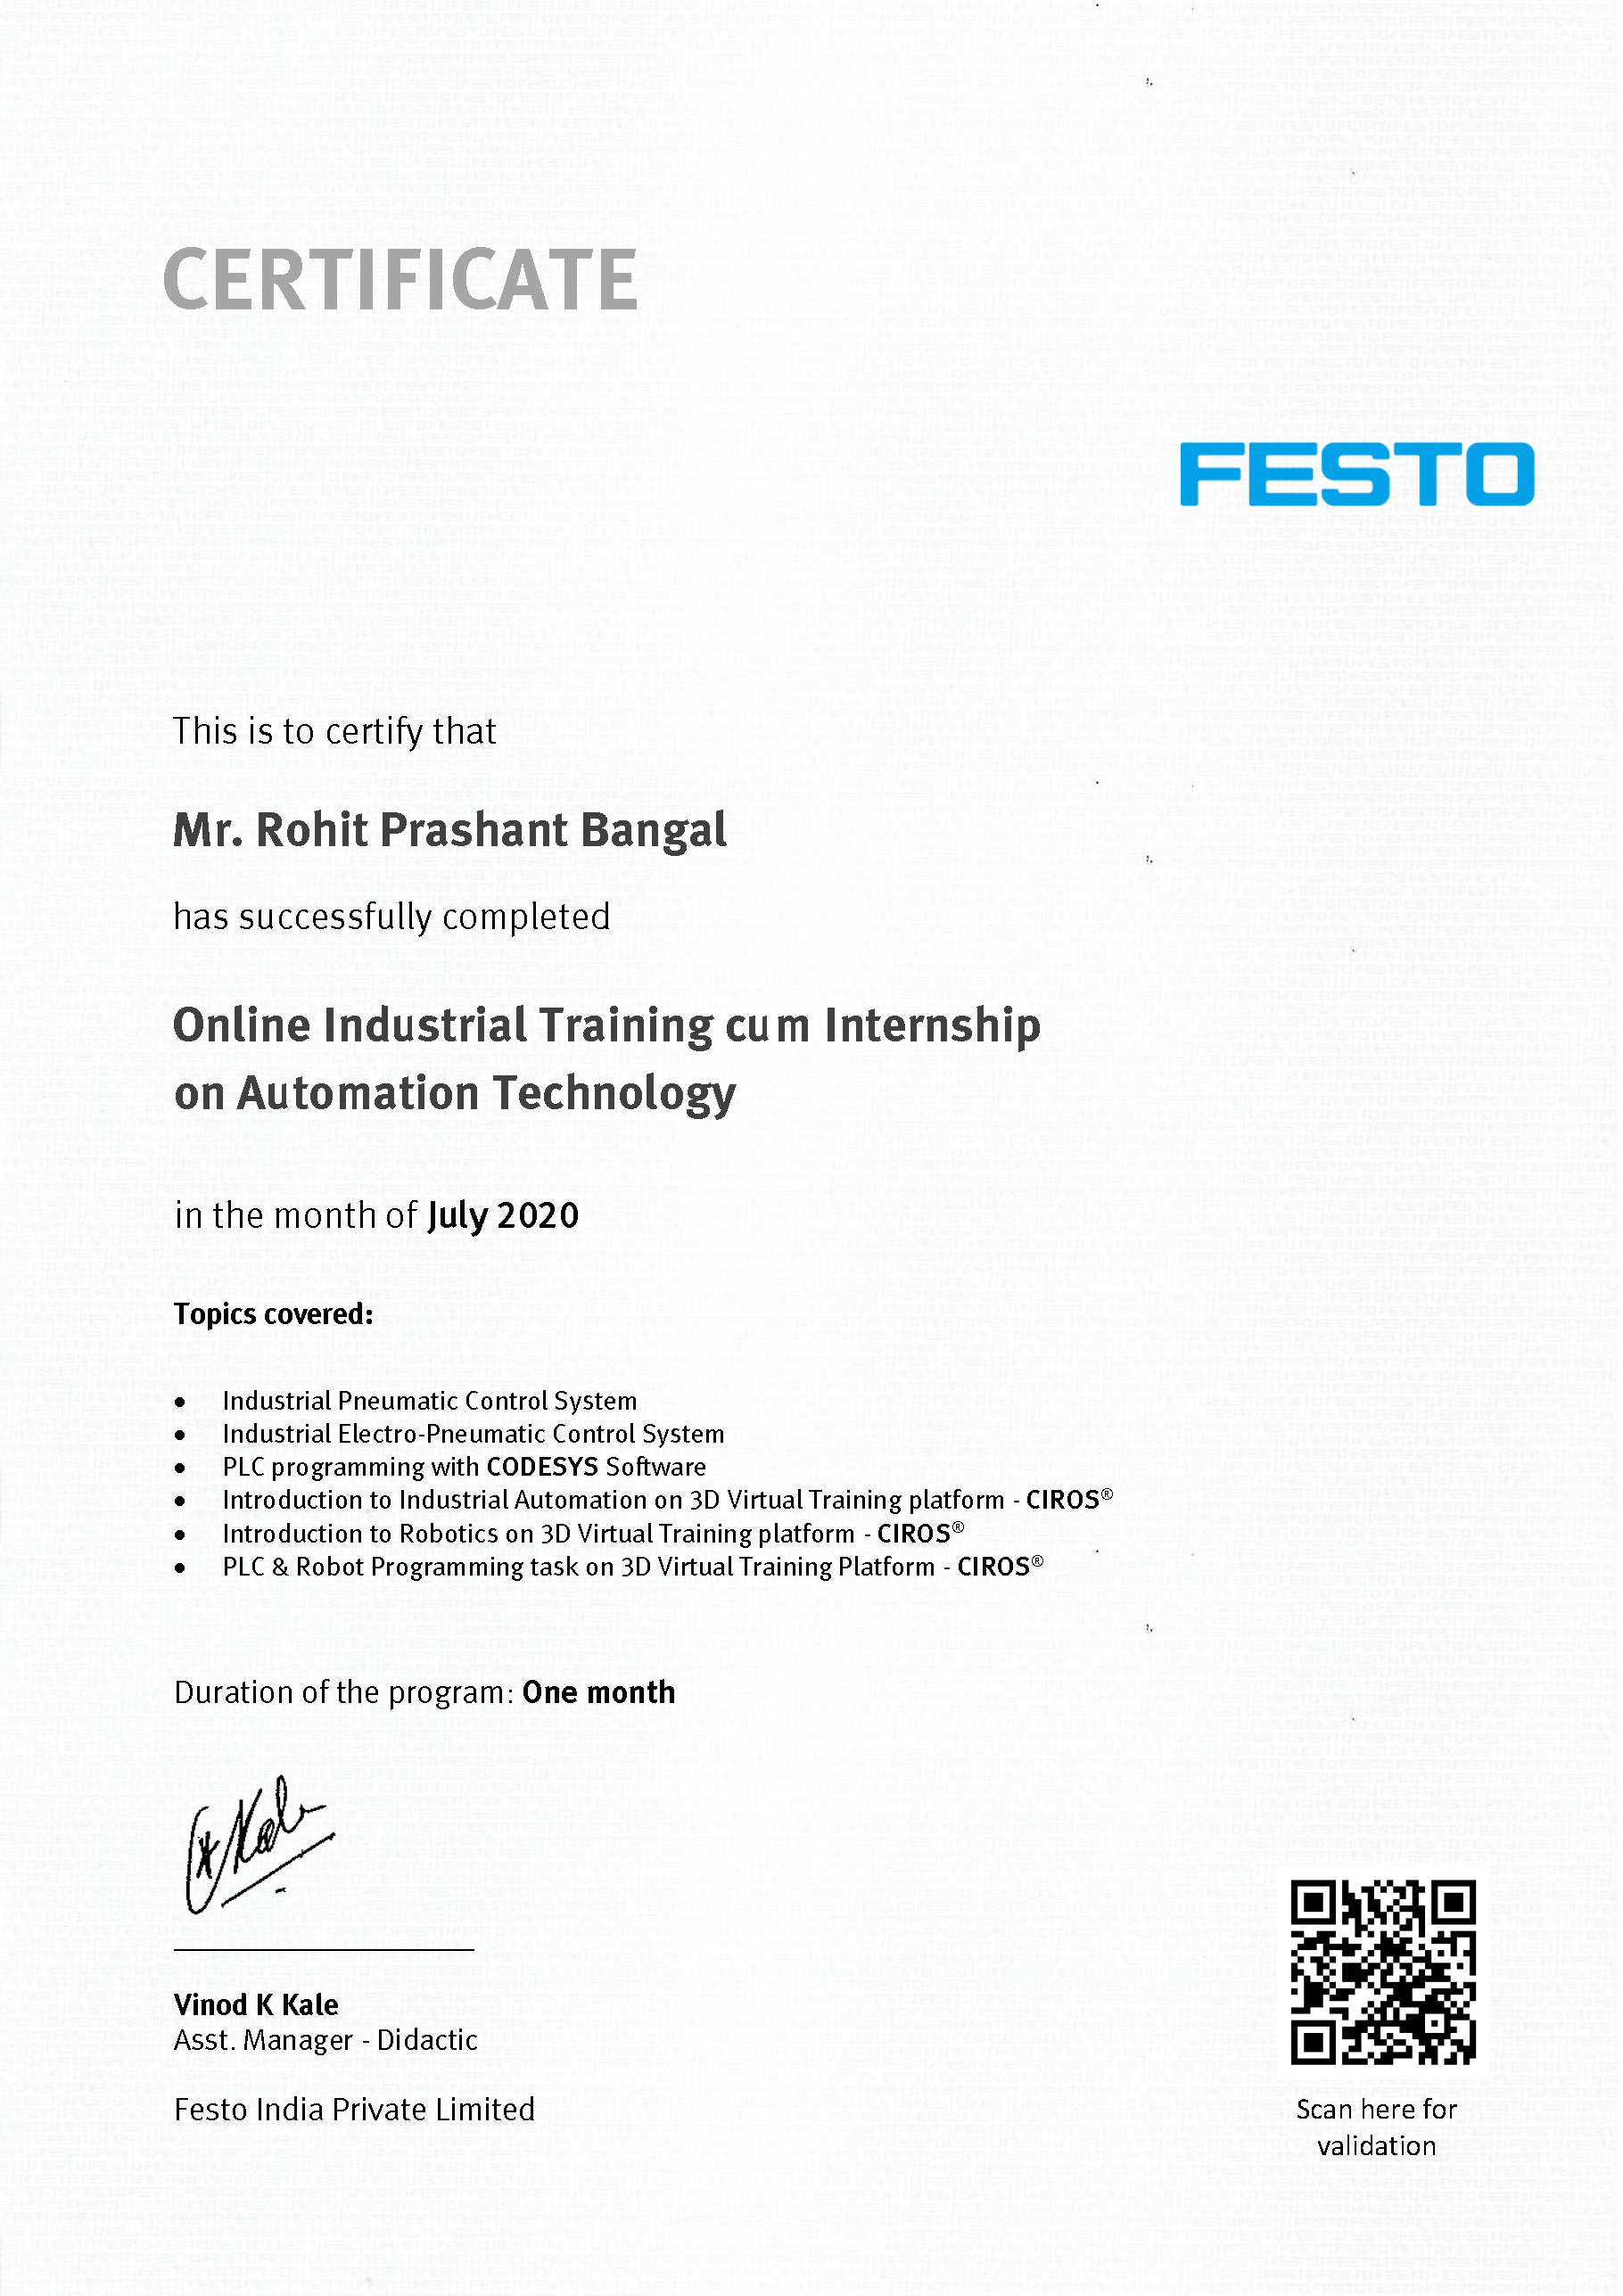 CERTIFICATE
FESTO
This is to certify that
Mr. Rohit Prashant Bangal
has successfully completed
Online Industrial Training cum Internship
on Automation Technology
in the month of July 2020
Topics covered:
• Industrial Pneumatic Control System
• Industrial Electro-Pneumatic Control System
• PLC programming with CODESYS Software
• Introduction to Industrial Automation on 3D Virtual Training platform - CIROS®
• Introduction to Robotics on 3D Virtual Training platform - CIROS®
• PLC & Robot Programming task on 3D Virtual Training Platform - CIROS®
Duration of the program: One month
Vinod K Kale
Asst. Manager - Didactic
Festo India Private Limited
Scan here for
validation